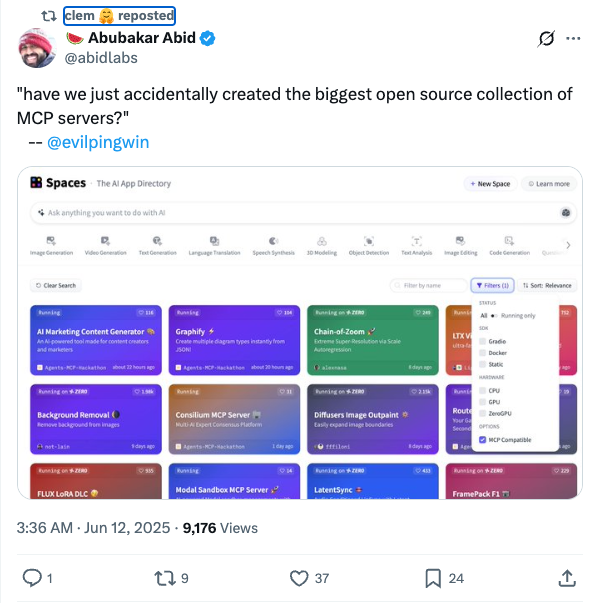 clem 🤗 reposted
🍉 Abubakar Abid
@abidlabs
"have we just accidentally created the biggest open source collection of
MCP servers?"
-- @evilpingwin
Spaces · The AI App Directory
+ New Space
Learn more
Ask anything you want to do with AI
Image Generation
Video Generation
Text Generation
Language Translation
Speech Synthesis
3D Modeling
Object Detection
Text Analysis
Image Editing
Code Generation
Clear Search
Filter by name
Filters (1)
Sort: Relevance
STATUS
All
Running only
SDK
Gradio
Docker
Static
HARDWARE
CPU
GPU
ZeroGPU
OPTIONS
MCP Compatible
Running
116
AI Marketing Content Generator
An AI-powered tool made for content creators
and marketers
Agents-MCP-Hackathon
about 22 hours ago
Running
104
Graphify ⚡
Create multiple diagram types instantly from
JSON!
Agents-MCP-Hackathon
about 20 hours ago
Running on ZERO
249
Chain-of-Zoom
Extreme Super-Resolution via Scale
Autoregression
alexnasa
8 days ago
LTX Vi
Running on ZERO
Background Removal
Remove background from images
not-lain
9 days ago
Running
31
Consilium MCP Server
Multi-AI Expert Consensus Platform
Agents-MCP-Hackathon
1 day ago
Running on ZERO
Diffusers Image Outpaint
Easily expand image boundaries
fffiloni
9 days ago
Route
Running on ZERO
935
FLUX LoRA DLC
Running
14
Modal Sandbox MCP Server
Running on ZERO
433
LatentSync
Running on ZERO
229
FramePack F1
3:36 AM · Jun 12, 2025 · 9,176 Views
1
9
37
24